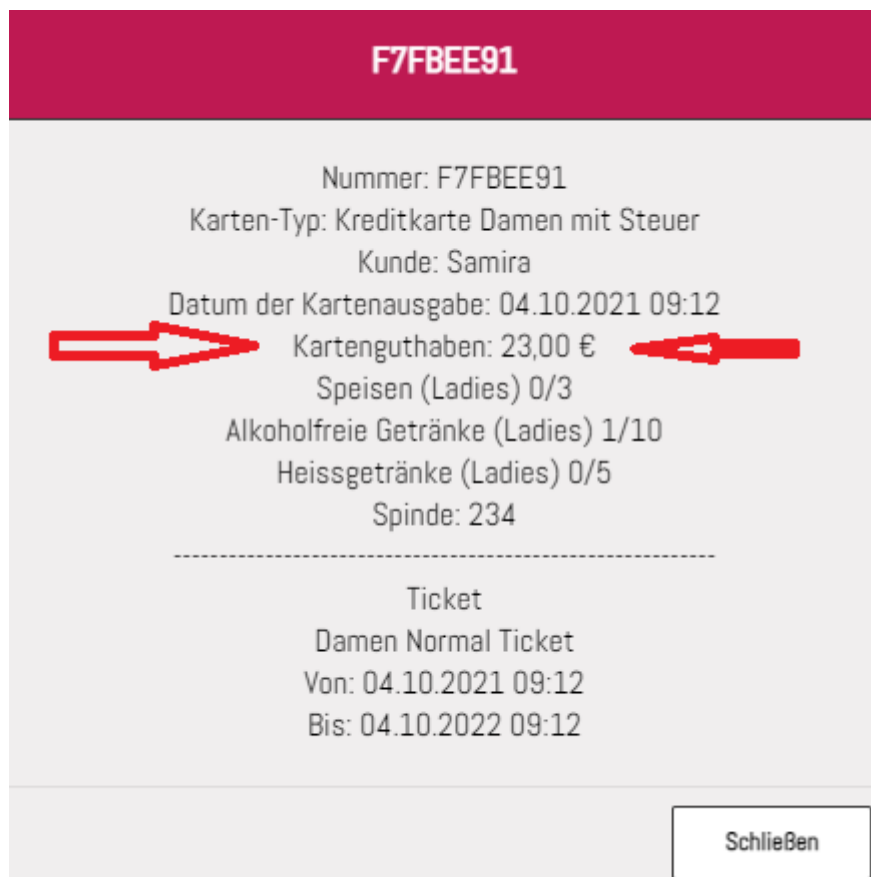 F7FBEE91
Nummer: F7FBEE91
Karten-Typ: Kreditkarte Damen mit Steuer
Kunde: Samira
Datum der Kartenausgabe: 04.10.2021 09:12
Kartenguthaben: 23,00 €
Speisen (Ladies) 0/3
Alkoholfreie Getränke (Ladies) 1/10
Heissgetränke (Ladies) 0/5
Spinde: 234
------------------------------------------------------------
Ticket
Damen Normal Ticket
Von: 04.10.2021 09:12
Bis: 04.10.2022 09:12
Schließen